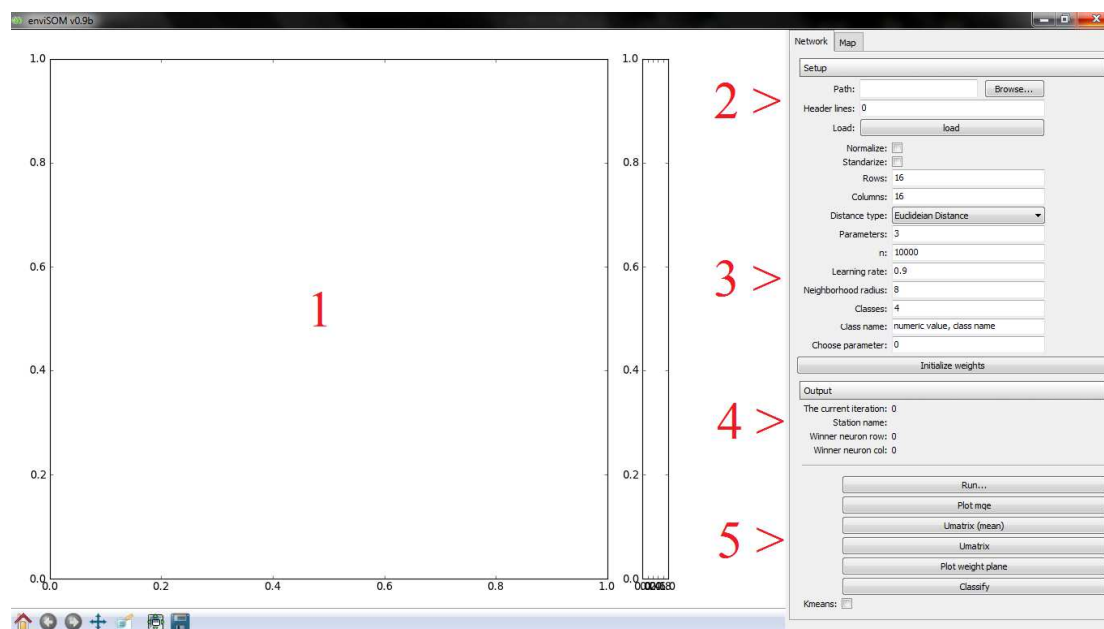 enviSOM v0.9b
Network Map
Setup
Path: Browse...
Header lines: 0
Load: load
Normalize:
Standarize:
Rows: 16
Columns: 16
Distance type: Euclideian Distance
Parameters: 3
n: 10000
Learning rate: 0.9
Neighborhood radius: 8
Classes: 4
Class name: numeric value, class name
Choose parameter: 0
Initialize weights
Output
The current iteration: 0
Station name:
Winner neuron row: 0
Winner neuron col: 0
Run...
Plot mqe
Umatrix (mean)
Umatrix
Plot weight plane
Classify
Kmeans:
1.0
0.8
0.6
0.4
0.2
0.0
0.0 0.2 0.4 0.6 0.8 1.0
1.0
0.8
0.6
0.4
0.2
0.0
1
2 >
3 >
4 >
5 >